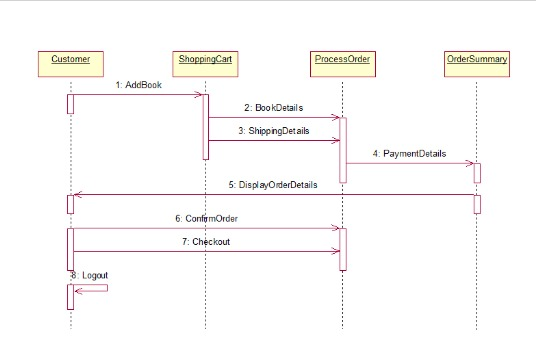 Customer
ShoppingCart
ProcessOrder
OrderSummary
1: AddBook
2: BookDetails
3: ShippingDetails
4: PaymentDetails
5: DisplayOrderDetails
6: ConfirmOrder
7: Checkout
8: Logout